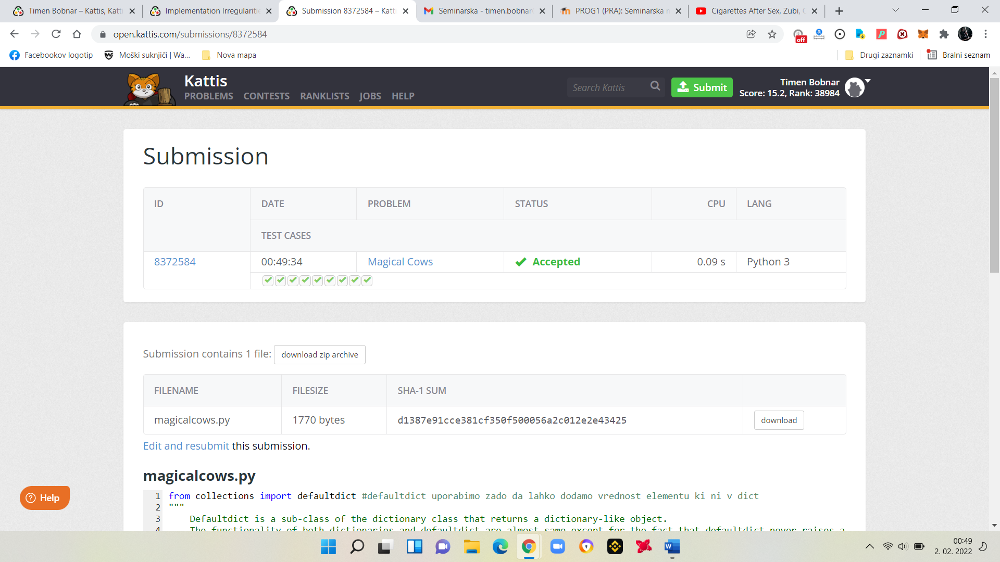 Timen Bobnar – Kattis, Katti
Implementation Irregularitie
Submission 8372584 – Katti
Seminarska - timen.bobnar
PROG1 (PRA): Seminarska n
Cigarettes After Sex, Zubi, C
open.kattis.com/submissions/8372584
off
Facebookov logotip
Moški suknjiči | Wa...
Nova mapa
Drugi zaznamki
Bralni seznam
Kattis
PROBLEMS CONTESTS RANKLISTS JOBS HELP
Search Kattis
Submit
Timen Bobnar
Score: 15.2, Rank: 38984
Submission
ID DATE PROBLEM STATUS CPU LANG
TEST CASES
8372584 00:49:34 Magical Cows Accepted 0.09 s Python 3
Submission contains 1 file: download zip archive
FILENAME FILESIZE SHA-1 SUM
magicalcows.py 1770 bytes d1387e91cce381cf350f500056a2c012e2e43425 download
Edit and resubmit this submission.
magicalcows.py
1 from collections import defaultdict #defaultdict uporabimo zado da lahko dodamo vrednost elementu ki ni v dict
2 """
3 Defaultdict is a sub-class of the dictionary class that returns a dictionary-like object.
4 The functionality of both dictionaries and defaultdict are almost same except for the fact that defaultdict never raises a
Help
00:49
2. 02. 2022